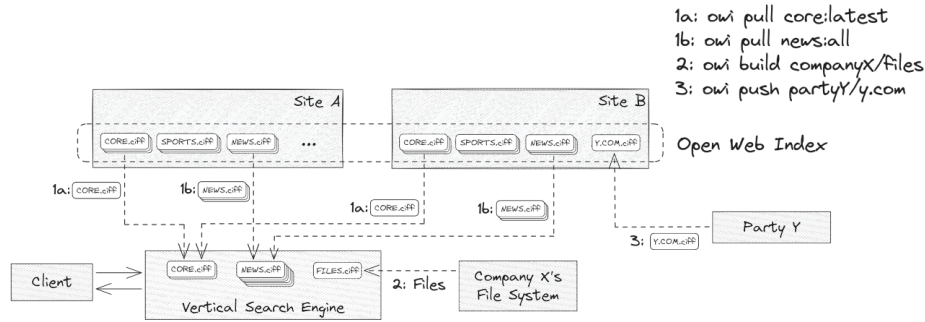 1a: owi pull core:latest
1b: owi pull news:all
2: owi build companyX/files
3: owi push partyY/y.com
Site A
Site B
CORE.ciff
SPORTS.ciff
NEWS.ciff
...
CORE.ciff
SPORTS.ciff
NEWS.ciff
Y.COM.ciff
Open Web Index
1a: CORE.ciff
1b: NEWS.ciff
1a: CORE.ciff
1b: NEWS.ciff
3: Y.COM.ciff
Party Y
Client
CORE.ciff
NEWS.ciff
FILES.ciff
Vertical Search Engine
2: Files
Company X's
File System